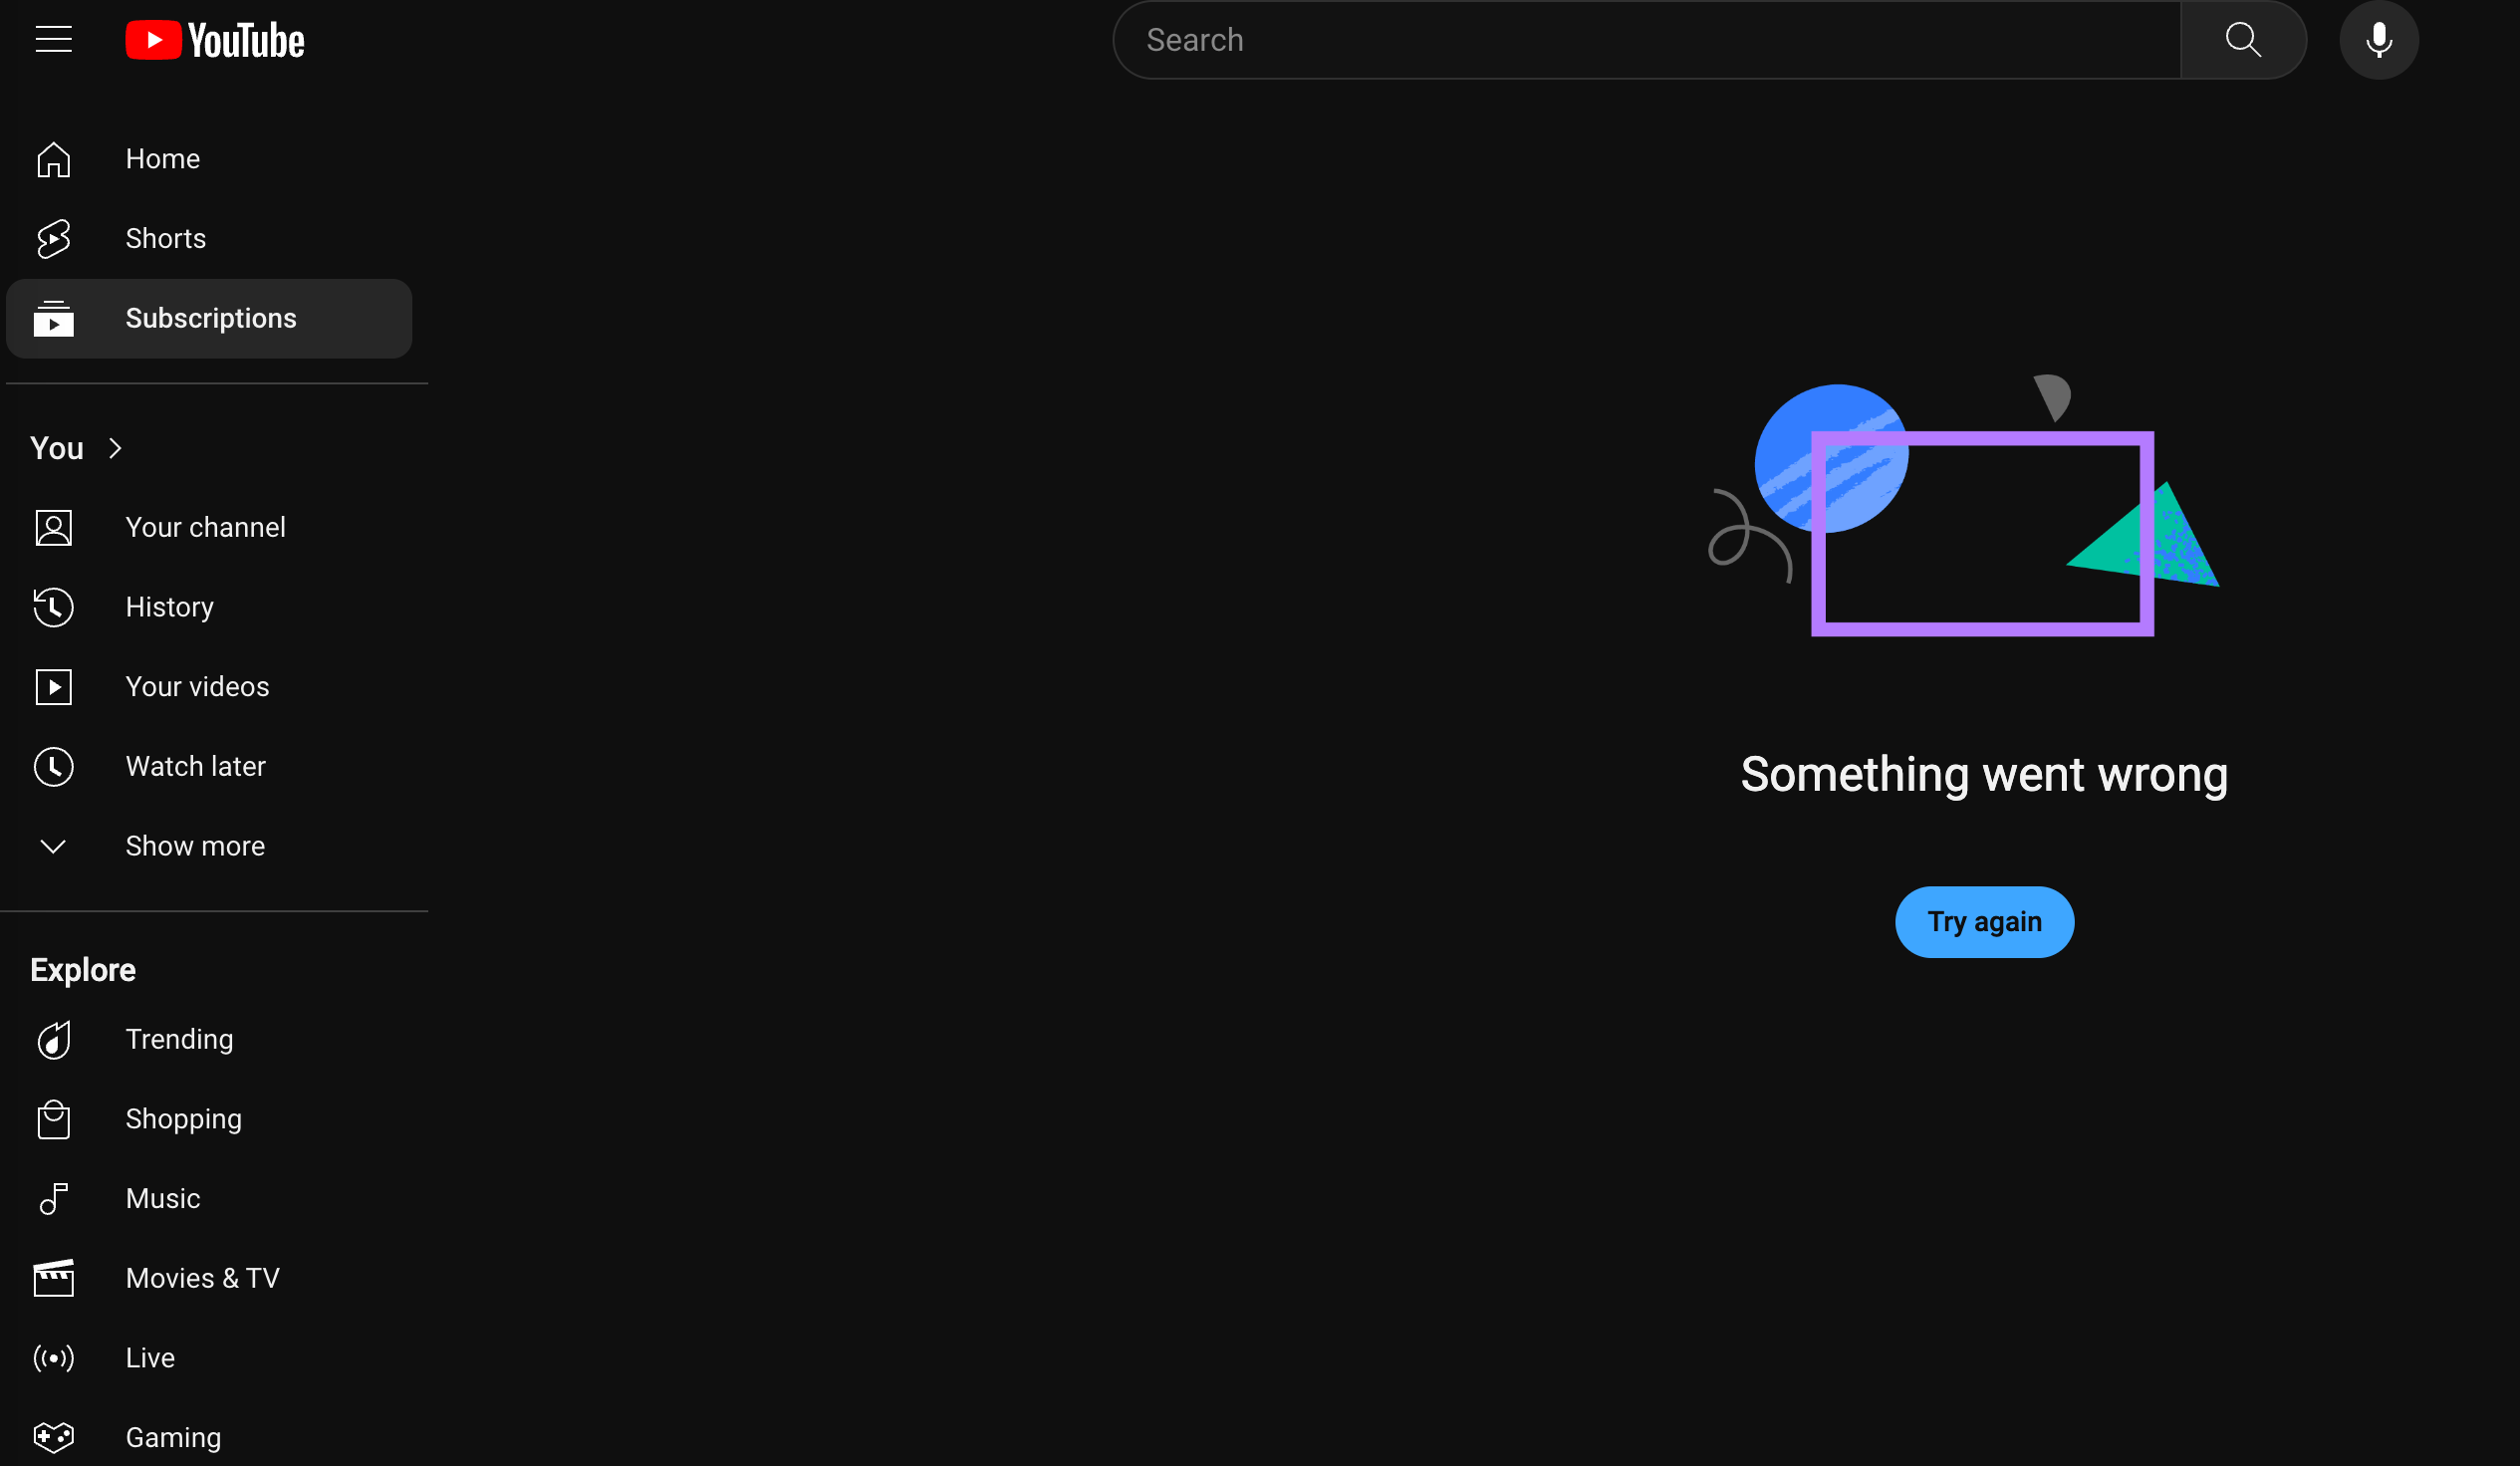 YouTube
Search
Home
Shorts
Subscriptions
You
Your channel
History
Your videos
Watch later
Show more
Something went wrong
Try again
Explore
Trending
Shopping
Music
Movies & TV
Live
Gaming